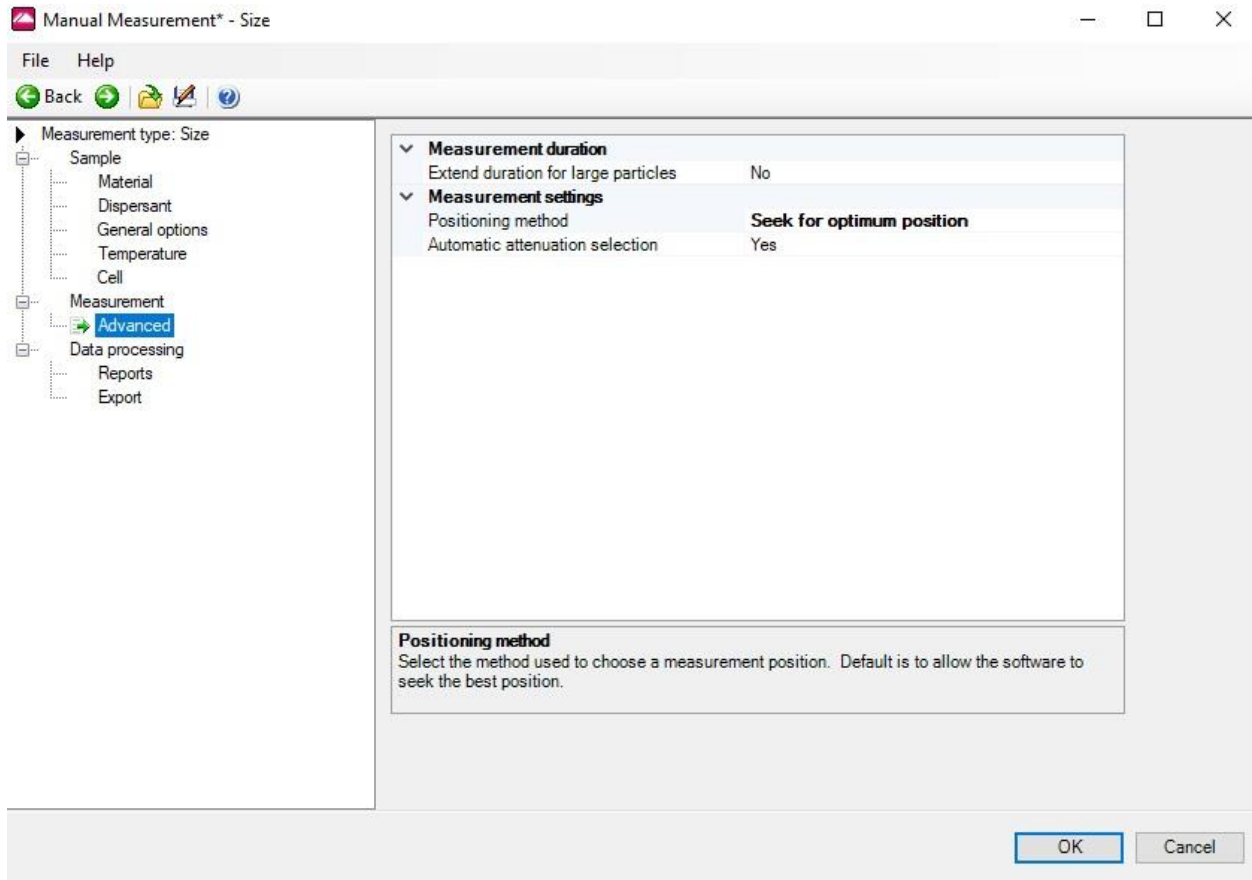 Manual Measurement* - Size
File Help
Back
Measurement type: Size
Sample
Material
Dispersant
General options
Temperature
Cell
Measurement
Advanced
Data processing
Reports
Export
Measurement duration
Extend duration for large particles No
Measurement settings
Positioning method Seek for optimum position
Automatic attenuation selection Yes
Positioning method
Select the method used to choose a measurement position. Default is to allow the software to
seek the best position.
OK Cancel